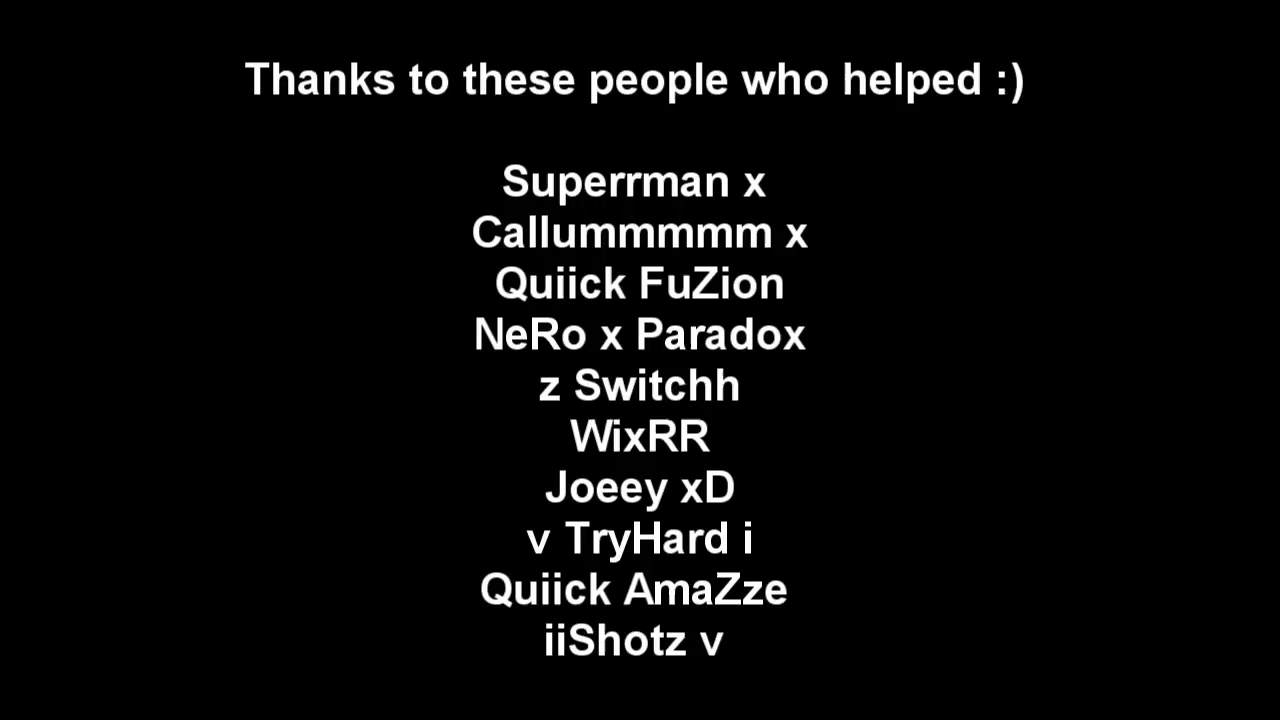 Thanks to these people who helped :)
Superrman x
Callummmmm x
Quiick FuZion
NeRo x Paradox
z Switchh
WixRR
Joeey xD
v TryHard i
Quiick AmaZze
iiShotz v